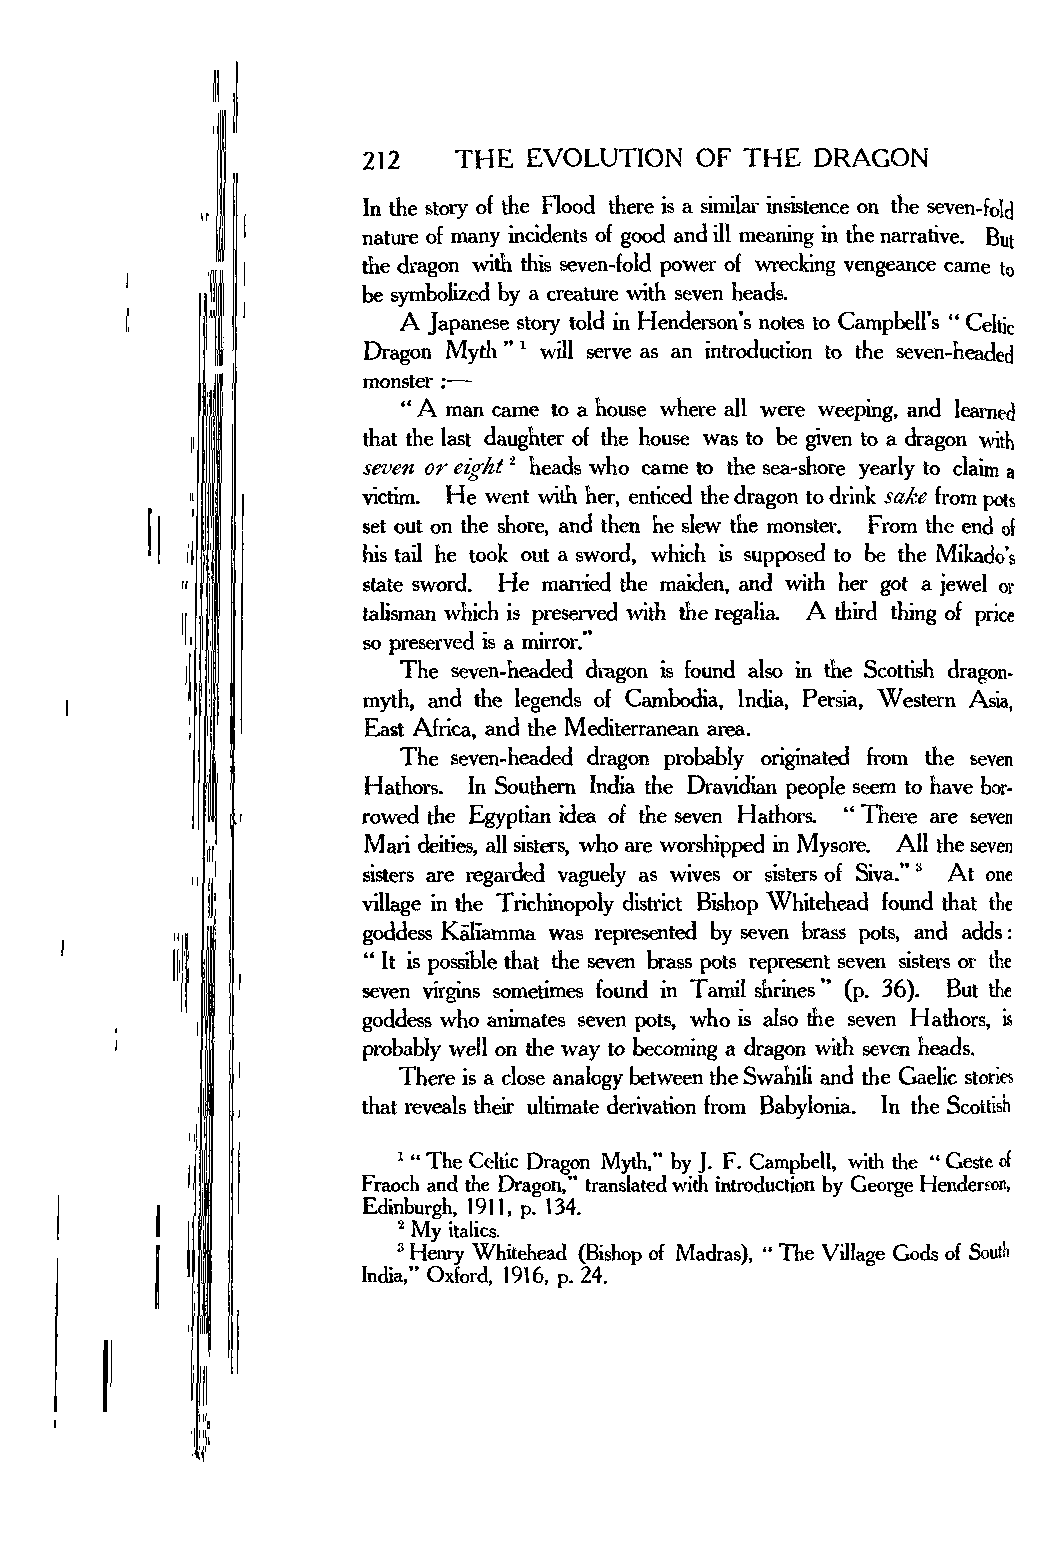 212 THE EVOLUTION OF THE DRAGON
In the story of the Flood there is a similar insistence on the seven-fold
nature of many incidents of good and ill meaning in the narrative. But
the dragon with this seven-fold power of wrecking vengeance came to
be symbolized by a creature with seven heads.
A Japanese story told in Henderson's notes to Campbell's “ Celtic
Dragon Myth ” ¹ will serve as an introduction to the seven-headed
monster :—
“ A man came to a house where all were weeping, and learned
that the last daughter of the house was to be given to a dragon with
seven or eight ² heads who came to the sea-shore yearly to claim a
victim. He went with her, enticed the dragon to drink sake from pots
set out on the shore, and then he slew the monster. From the end of
his tail he took out a sword, which is supposed to be the Mikado's
state sword. He married the maiden, and with her got a jewel or
talisman which is preserved with the regalia. A third thing of price
so preserved is a mirror.”
The seven-headed dragon is found also in the Scottish dragon-
myth, and the legends of Cambodia, India, Persia, Western Asia,
East Africa, and the Mediterranean area.
The seven-headed dragon probably originated from the seven
Hathors. In Southern India the Dravidian people seem to have bor-
rowed the Egyptian idea of the seven Hathors. “ There are seven
Mari deities, all sisters, who are worshipped in Mysore. All the seven
sisters are regarded vaguely as wives or sisters of Siva.” ³ At one
village in the Trichinopoly district Bishop Whitehead found that the
goddess Kālīamma was represented by seven brass pots, and adds :
“ It is possible that the seven brass pots represent seven sisters or the
seven virgins sometimes found in Tamil shrines ” (p. 36). But the
goddess who animates seven pots, who is also the seven Hathors, is
probably well on the way to becoming a dragon with seven heads.
There is a close analogy between the Swahili and the Gaelic stories
that reveals their ultimate derivation from Babylonia. In the Scottish
¹ “ The Celtic Dragon Myth,” by J. F. Campbell, with the “ Geste of
Fraoch and the Dragon,” translated with introduction by George Henderson,
Edinburgh, 1911, p. 134.
² My italics.
³ Henry Whitehead (Bishop of Madras), “ The Village Gods of South
India,” Oxford, 1916, p. 24.